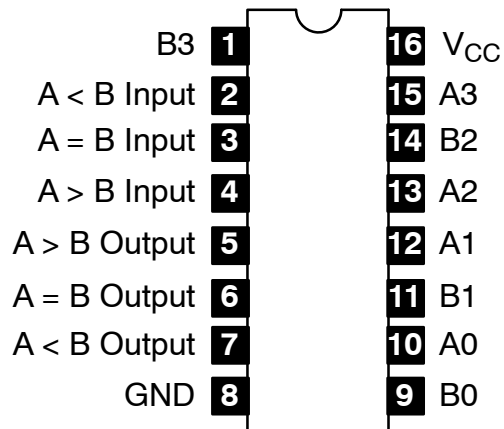 B3 1 16 VCC
A < B Input 2 15 A3
A = B Input 3 14 B2
A > B Input 4 13 A2
A > B Output 5 12 A1
A = B Output 6 11 B1
A < B Output 7 10 A0
GND 8 9 B0